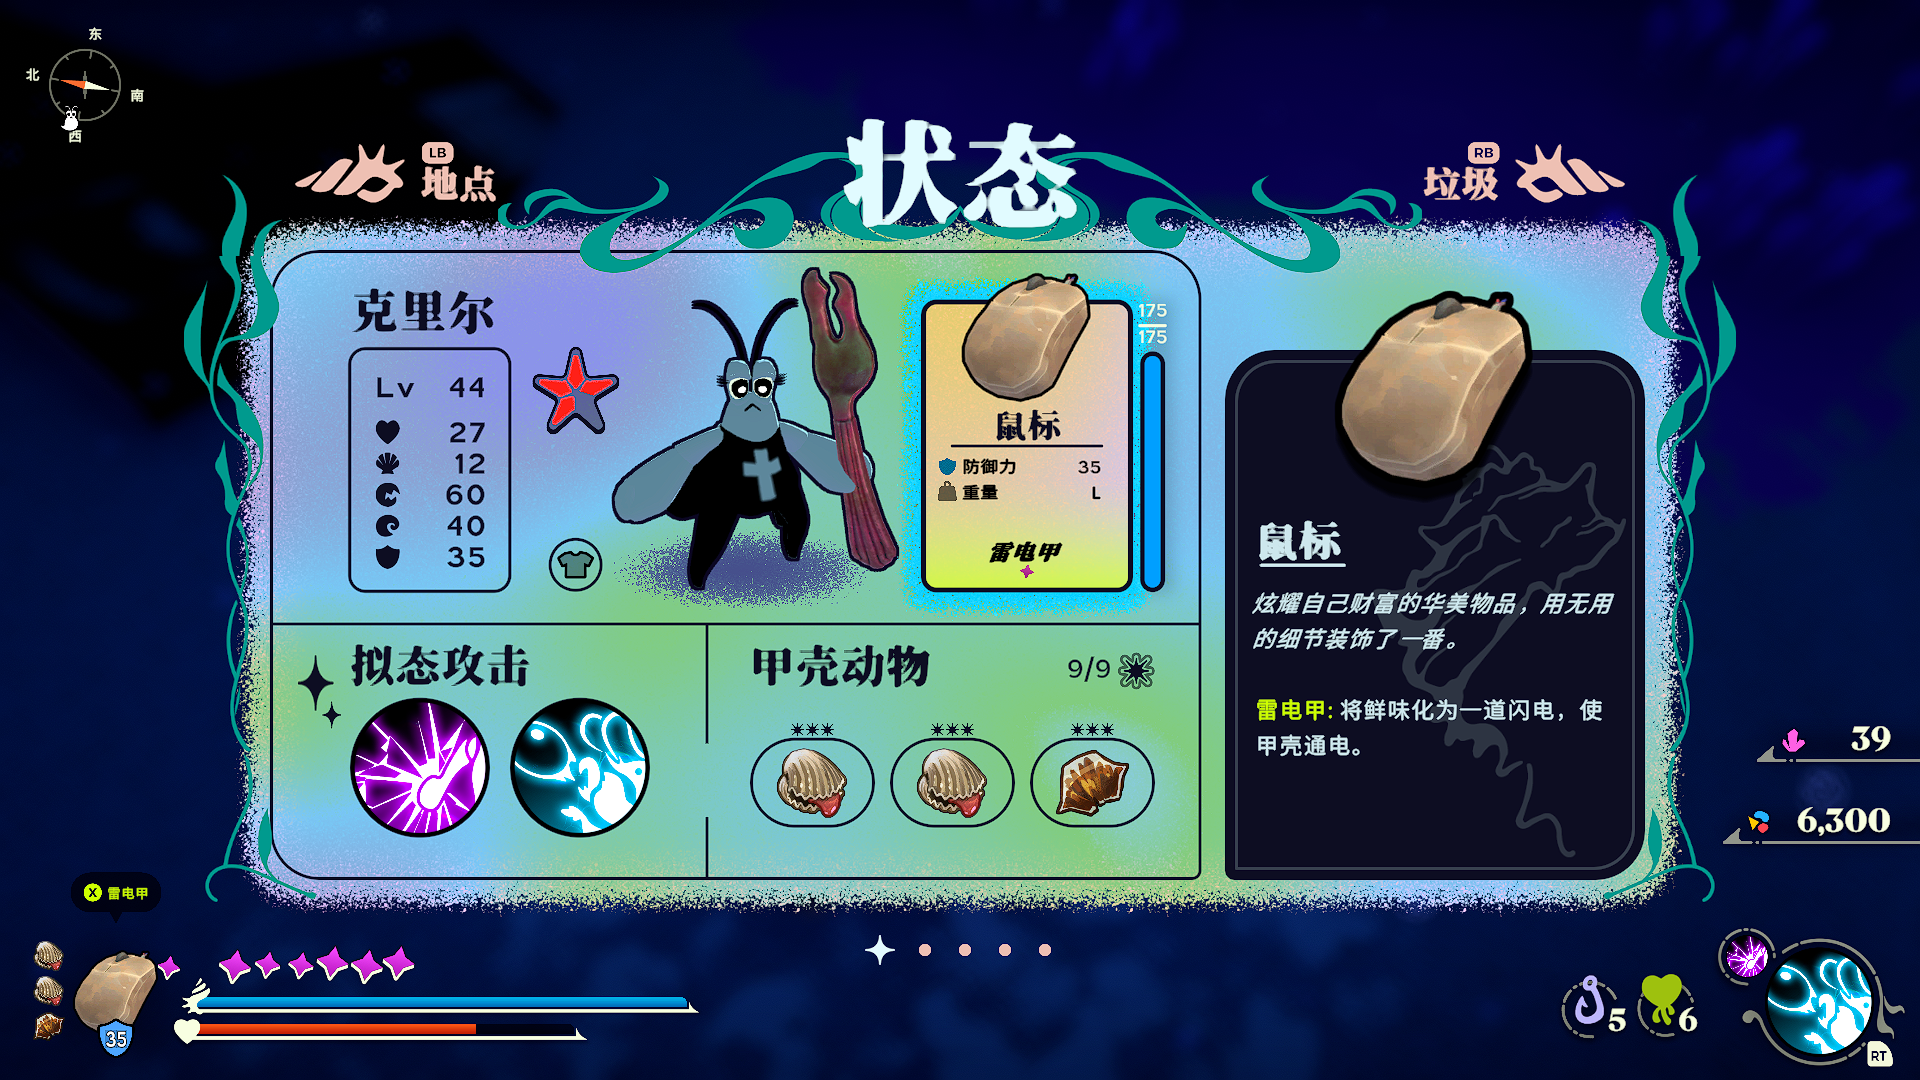 东
北
南
西
LB
地点
状态
RB
垃圾
克里尔
Lv 44
27
12
60
40
35
175
175
鼠标
防御力 35
重量 L
雷电甲
鼠标
炫耀自己财富的华美物品，用无用
的细节装饰了一番。
雷电甲: 将鲜味化为一道闪电，使
甲壳通电。
拟态攻击
甲壳动物
9/9
39
6,300
X 雷电甲
35
5
6
RT